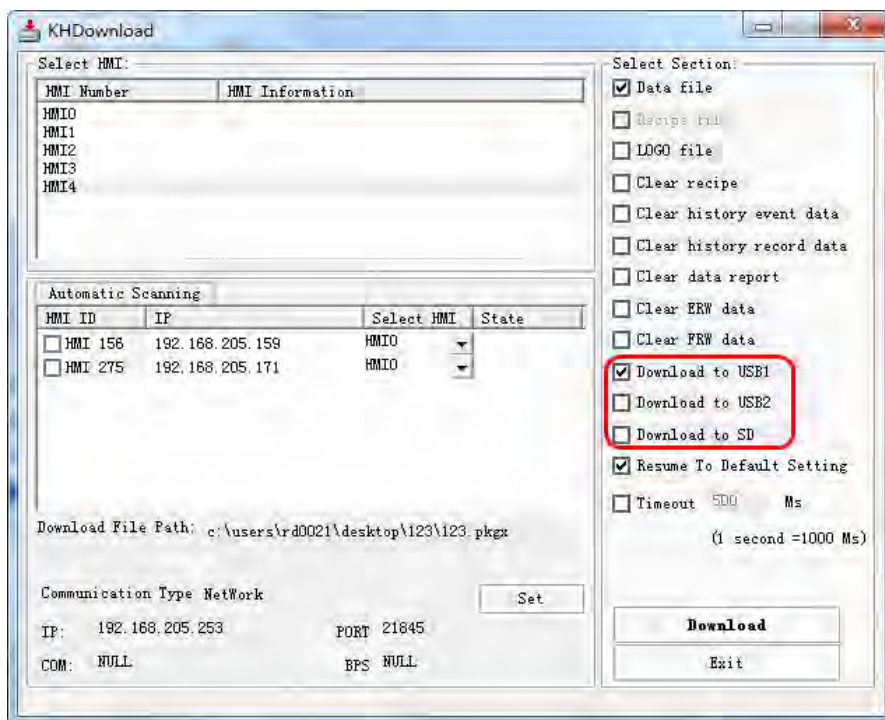 KHDownload
Select HMI:
HMI Number HMI Information
HMI0
HMI1
HMI2
HMI3
HMI4
Automatic Scanning
HMI ID IP Select HMI State
HMI 156 192.168.205.159 HMI0
HMI 275 192.168.205.171 HMI0
Download File Path: c:\users\rd0021\desktop\123\123.pkgx
Communication Type NetWork
Set
IP: 192.168.205.253 PORT 21845
COM: NULL BPS NULL
Select Section:
Data file
Recipe file
LOGO file
Clear recipe
Clear history event data
Clear history record data
Clear data report
Clear ERW data
Clear FRW data
Download to USB1
Download to USB2
Download to SD
Resume To Default Setting
Timeout 500 Ms
(1 second =1000 Ms)
Download
Exit